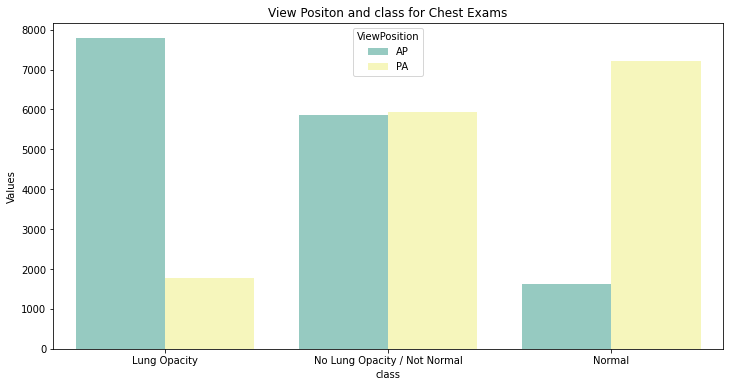 View Positon and class for Chest Exams
ViewPosition
AP
PA
8000
7000
6000
5000
4000
3000
2000
1000
0
Values
Lung Opacity
No Lung Opacity / Not Normal
Normal
class